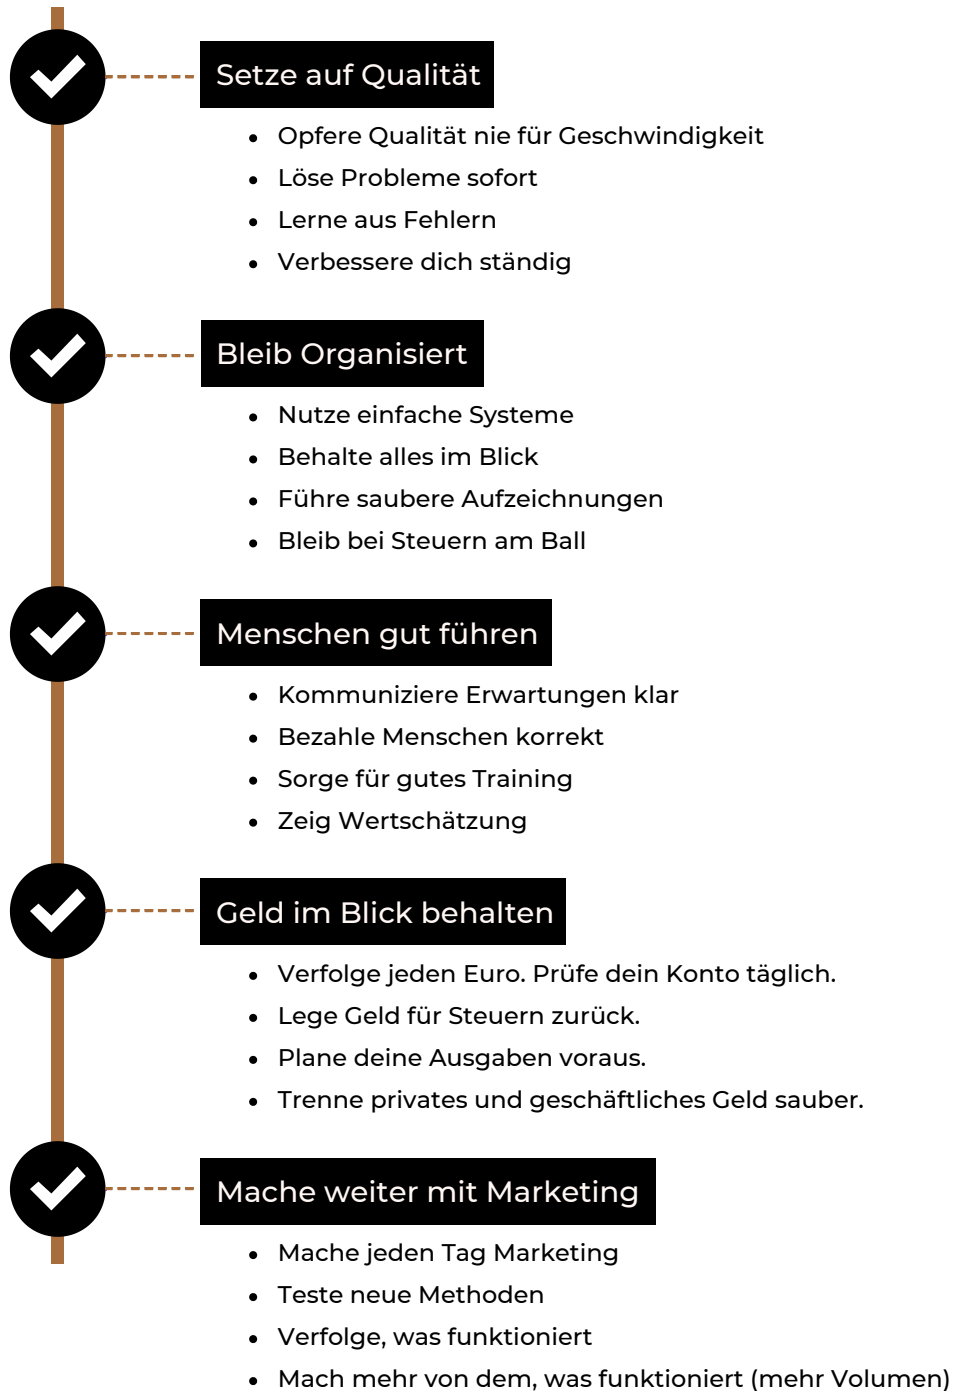 Setze auf Qualität
• Opfere Qualität nie für Geschwindigkeit
• Löse Probleme sofort
• Lerne aus Fehlern
• Verbessere dich ständig
Bleib Organisiert
• Nutze einfache Systeme
• Behalte alles im Blick
• Führe saubere Aufzeichnungen
• Bleib bei Steuern am Ball
Menschen gut führen
• Kommuniziere Erwartungen klar
• Bezahle Menschen korrekt
• Sorge für gutes Training
• Zeig Wertschätzung
Geld im Blick behalten
• Verfolge jeden Euro. Prüfe dein Konto täglich.
• Lege Geld für Steuern zurück.
• Plane deine Ausgaben voraus.
• Trenne privates und geschäftliches Geld sauber.
Mache weiter mit Marketing
• Mache jeden Tag Marketing
• Teste neue Methoden
• Verfolge, was funktioniert
• Mach mehr von dem, was funktioniert (mehr Volumen)